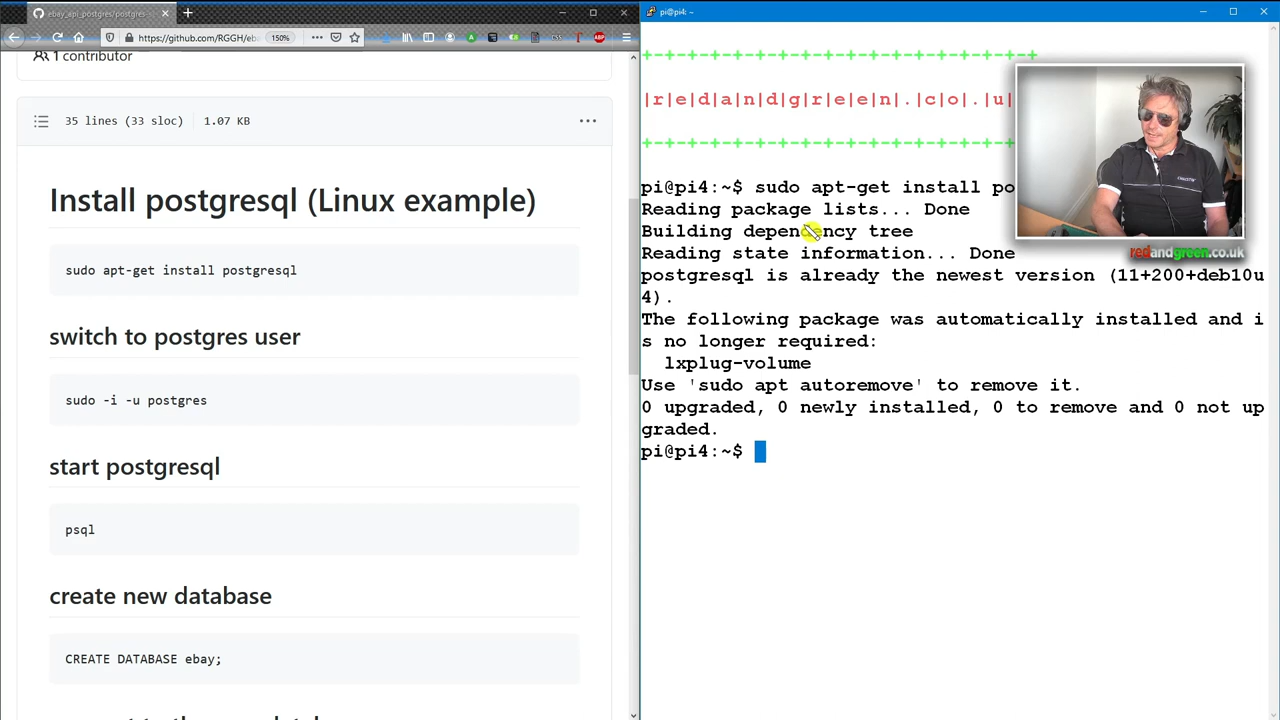 ebay_api_postgres/postgres-s
https://github.com/RGGH/eb
150%
1 contributor
35 lines (33 sloc) 1.07 KB
Install postgresql (Linux example)
sudo apt-get install postgresql
switch to postgres user
sudo -i -u postgres
start postgresql
psql
create new database
CREATE DATABASE ebay;
pi@pi4: ~
+-+-+-+-+-+-+-+-+-+-+-+-+-+-+-+-+-+
|r|e|d|a|n|d|g|r|e|e|n|.|c|o|.|u|
+-+-+-+-+-+-+-+-+-+-+-+-+-+-+-+-+
pi@pi4:~$ sudo apt-get install po
Reading package lists... Done
Building dependency tree
Reading state information... Done
postgresql is already the newest version (11+200+deb10u
4).
The following package was automatically installed and i
s no longer required:
lxplug-volume
Use 'sudo apt autoremove' to remove it.
0 upgraded, 0 newly installed, 0 to remove and 0 not up
graded.
pi@pi4:~$
redandgreen.co.uk